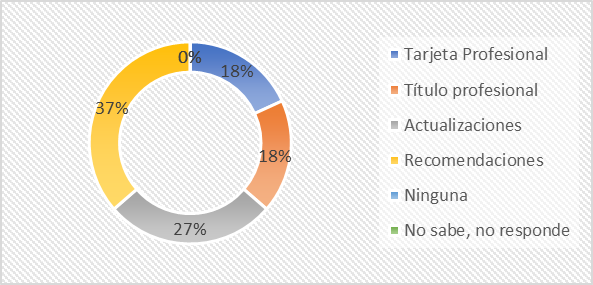 0%
18%
18%
27%
37%
Tarjeta Profesional
Título profesional
Actualizaciones
Recomendaciones
Ninguna
No sabe, no responde